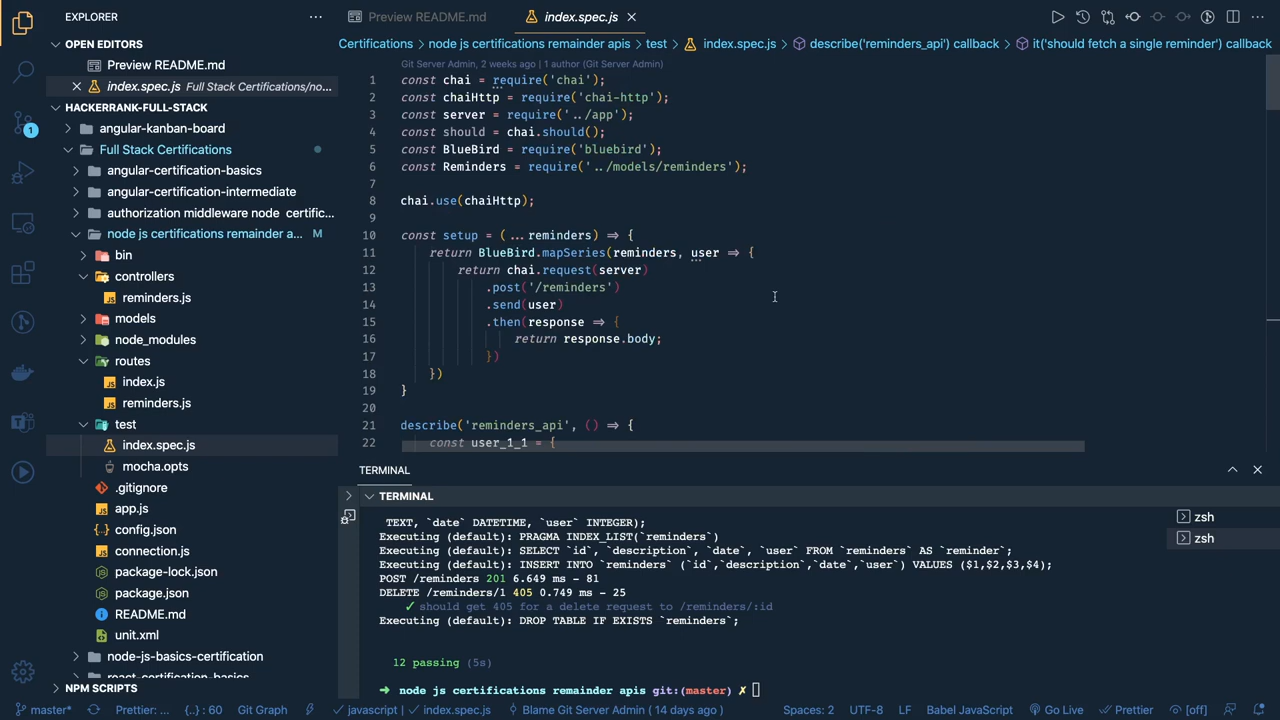 EXPLORER
Preview README.md
index.spec.js
OPEN EDITORS
Preview README.md
index.spec.js Full Stack Certifications/no...
HACKERRANK-FULL-STACK
angular-kanban-board
Full Stack Certifications
angular-certification-basics
angular-certification-intermediate
authorization middleware node certific...
node js certifications remainder a... M
bin
controllers
reminders.js
models
node_modules
routes
index.js
reminders.js
test
index.spec.js
mocha.opts
.gitignore
app.js
config.json
connection.js
package-lock.json
package.json
README.md
unit.xml
node-js-basics-certification
react-certification-basics
NPM SCRIPTS
1
Certifications > node js certifications remainder apis > test > index.spec.js > describe('reminders_api') callback > it('should fetch a single reminder') callback
Git Server Admin, 2 weeks ago | 1 author (Git Server Admin)
1 const chai = require('chai');
2 const chaiHttp = require('chai-http');
3 const server = require('../app');
4 const should = chai.should();
5 const BlueBird = require('bluebird');
6 const Reminders = require('../models/reminders');
7
8 chai.use(chaiHttp);
9
10 const setup = (...reminders) => {
11 return BlueBird.mapSeries(reminders, user => {
12 return chai.request(server)
13 .post('/reminders')
14 .send(user)
15 .then(response => {
16 return response.body;
17 })
18 })
19 }
20
21 describe('reminders_api', () => {
22 const user_1_1 = {
TERMINAL
TERMINAL
zsh
zsh
TEXT, `date` DATETIME, `user` INTEGER);
Executing (default): PRAGMA INDEX_LIST(`reminders`)
Executing (default): SELECT `id`, `description`, `date`, `user` FROM `reminders` AS `reminder`;
Executing (default): INSERT INTO `reminders` (`id`,`description`,`date`,`user`) VALUES ($1,$2,$3,$4);
POST /reminders 201 6.649 ms - 81
DELETE /reminders/1 405 0.749 ms - 25
✓ should get 405 for a delete request to /reminders/:id
Executing (default): DROP TABLE IF EXISTS `reminders`;
12 passing (5s)
➜ node js certifications remainder apis git:(master) ✗
master* Prettier: ... {..} : 60 Git Graph javascript | ✓ index.spec.js Blame Git Server Admin ( 14 days ago ) Spaces: 2 UTF-8 LF Babel JavaScript Go Live ✓ Prettier [off]